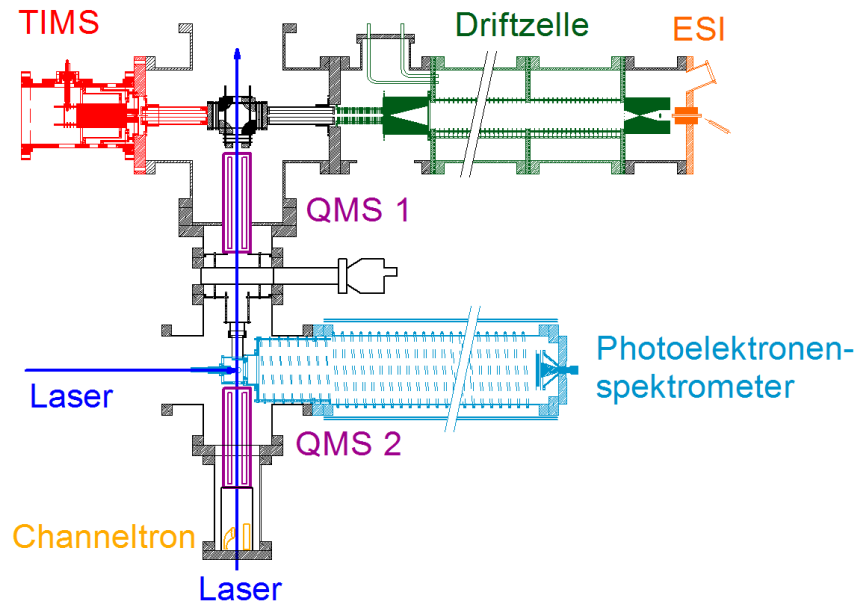 TIMS
Driftzelle
ESI
QMS 1
Photoelektronen-
spektrometer
Laser
QMS 2
Channeltron
Laser